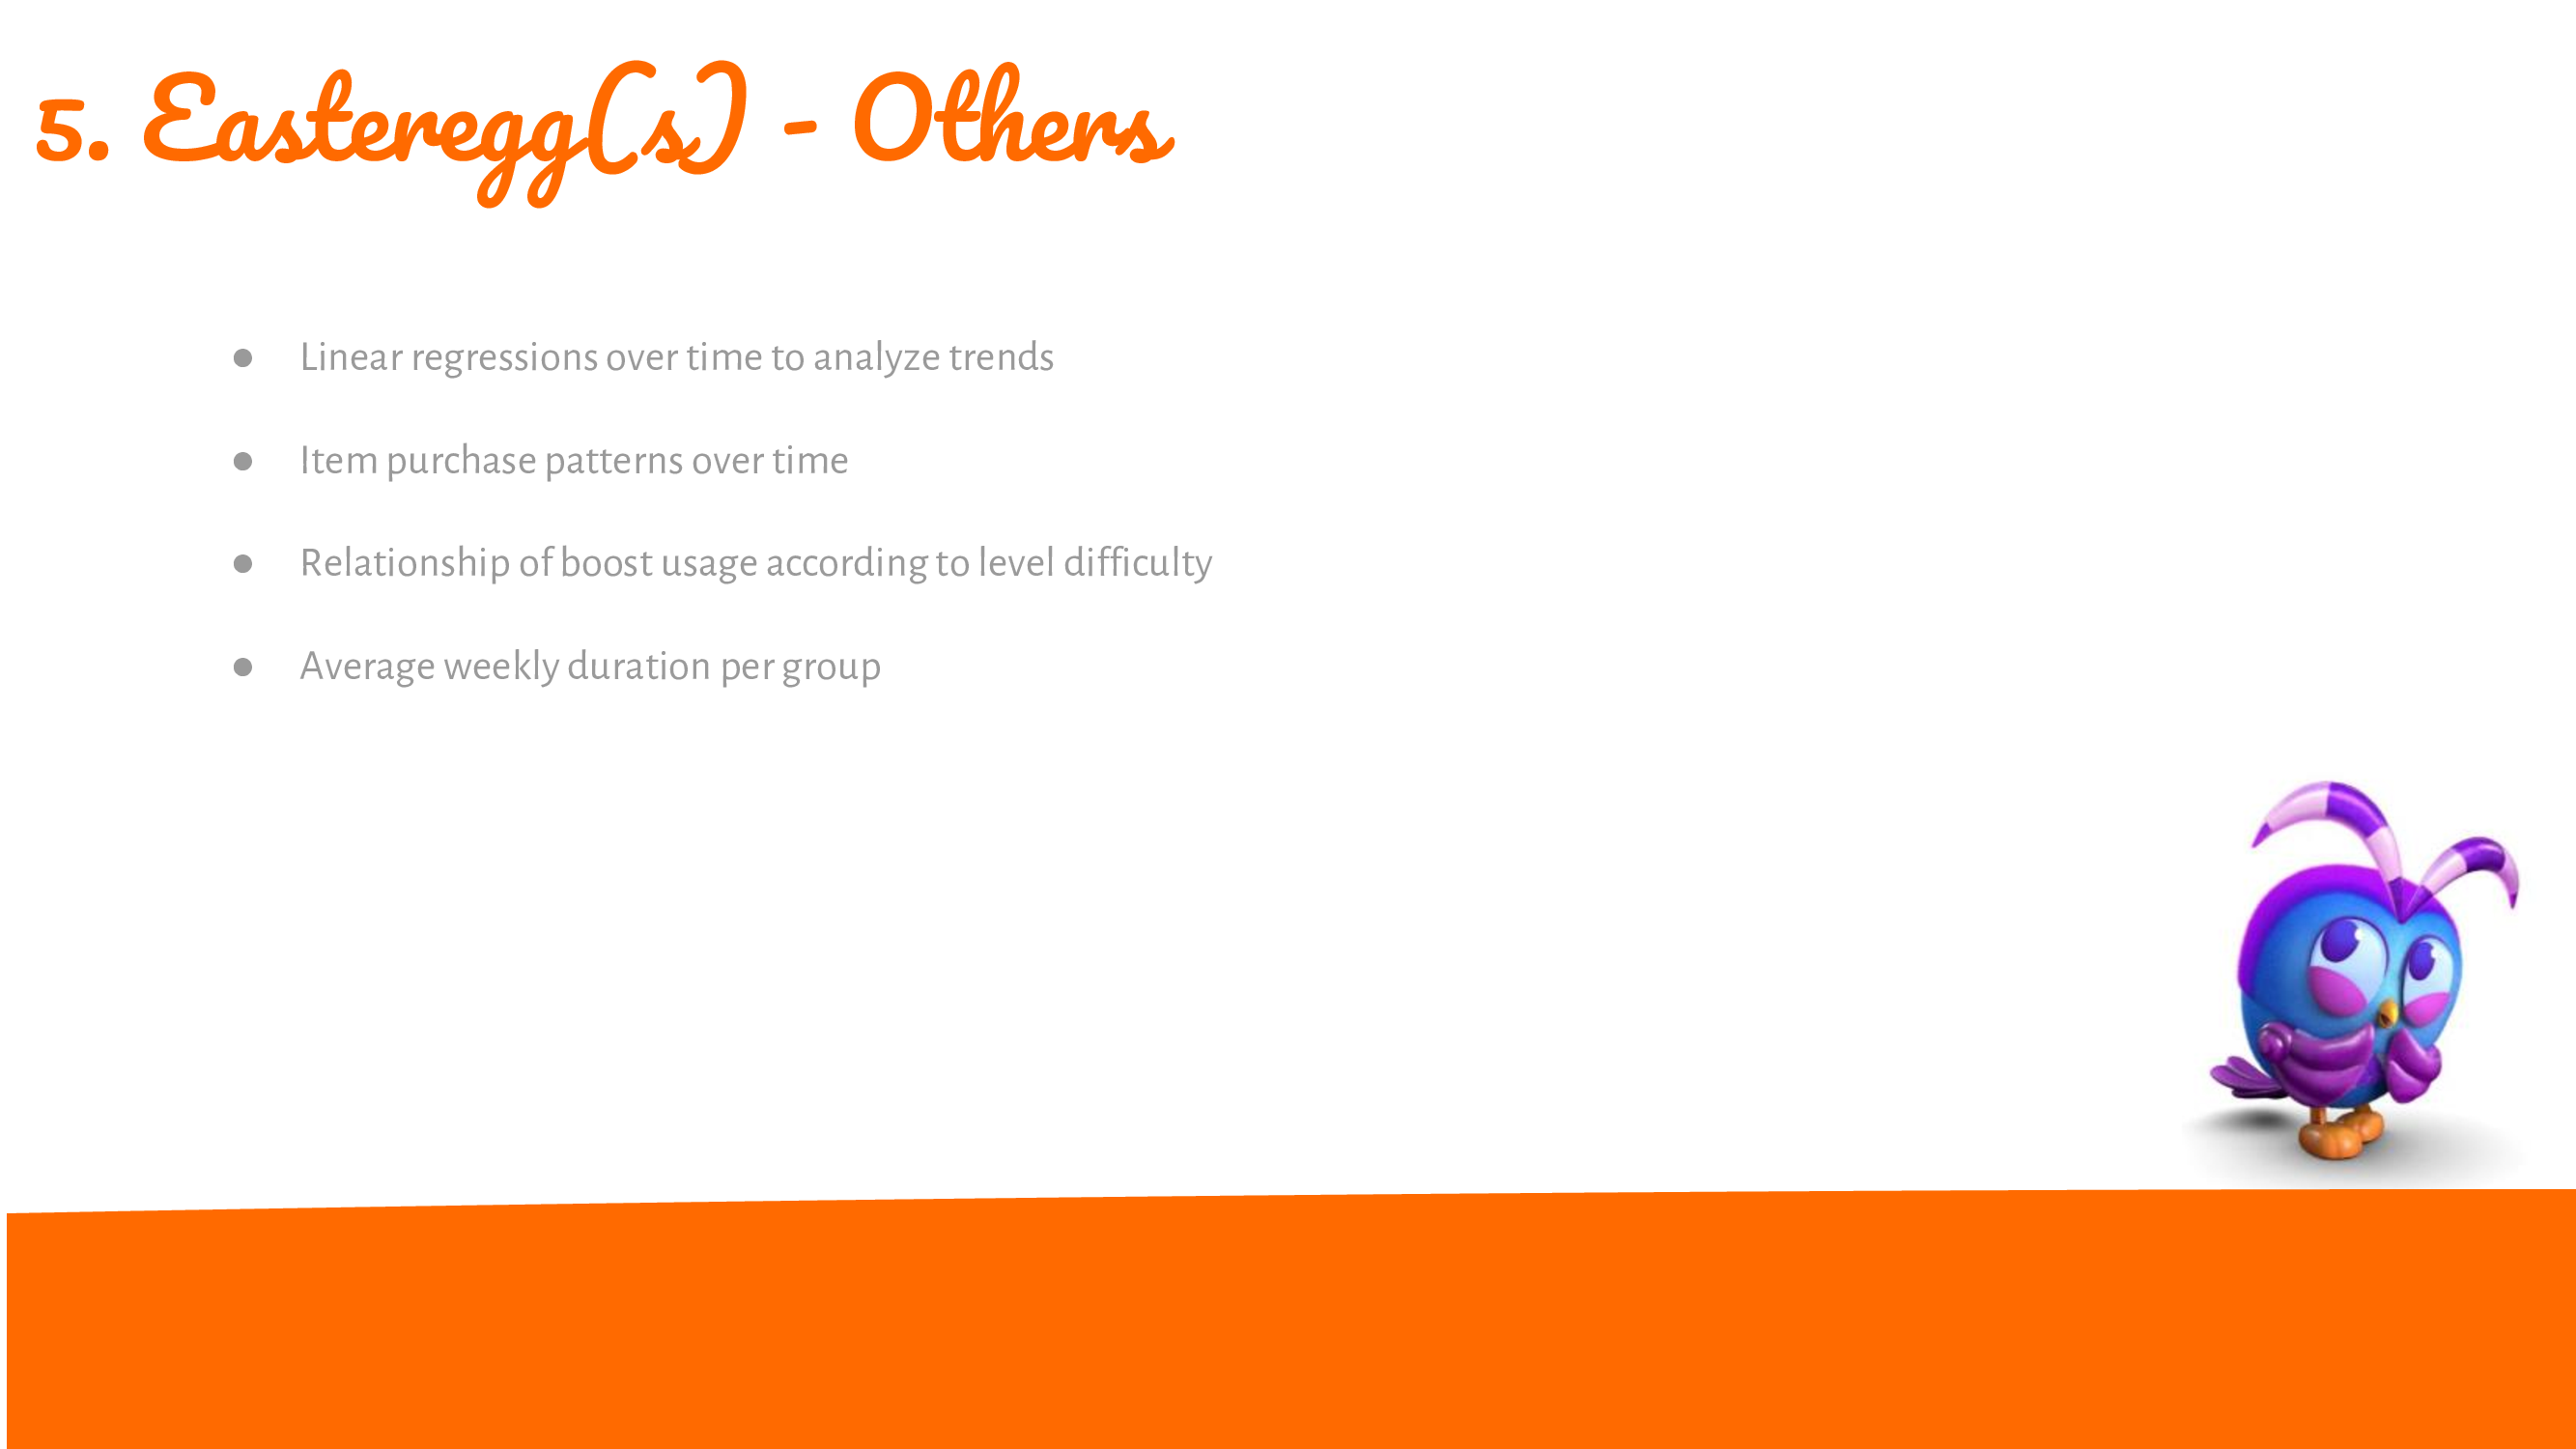 5. Easteregg(s) - Others
● Linear regressions over time to analyze trends
● Item purchase patterns over time
● Relationship of boost usage according to level difficulty
● Average weekly duration per group